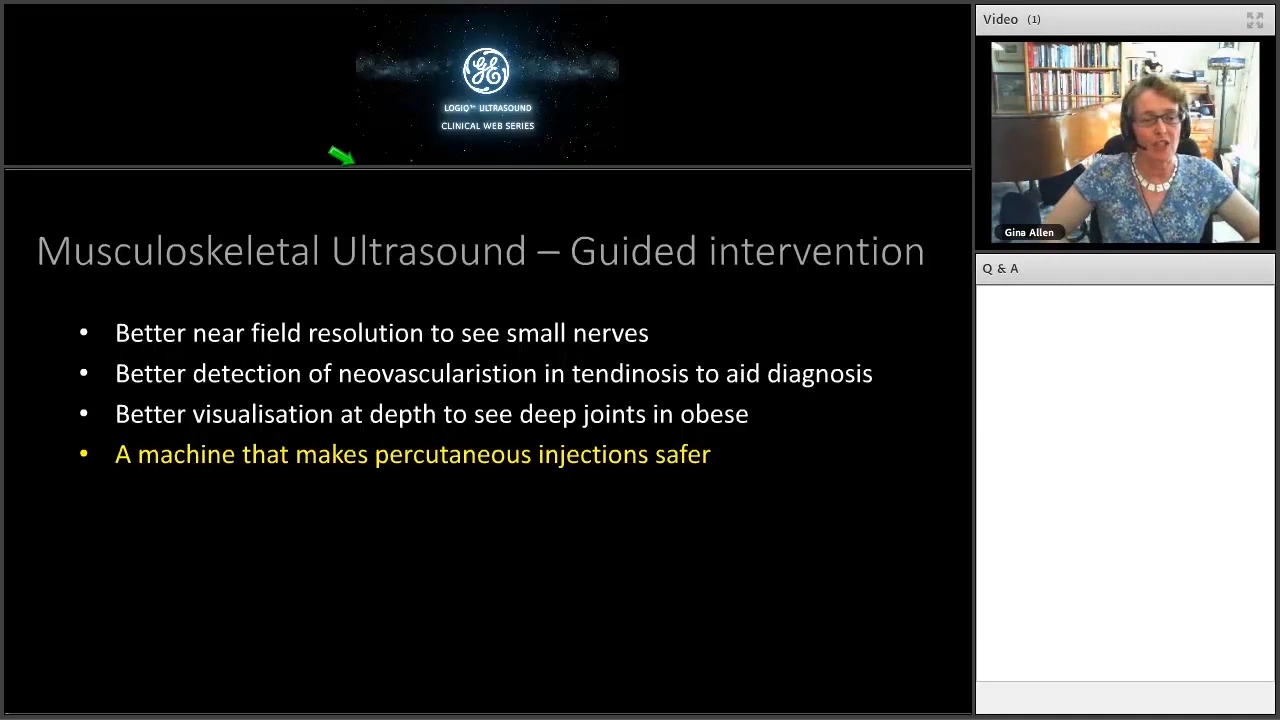 LOGIQ™ ULTRASOUND
CLINICAL WEB SERIES
Musculoskeletal Ultrasound – Guided intervention
• Better near field resolution to see small nerves
• Better detection of neovascularistion in tendinosis to aid diagnosis
• Better visualisation at depth to see deep joints in obese
• A machine that makes percutaneous injections safer
Video (1)
Gina Allen
Q & A